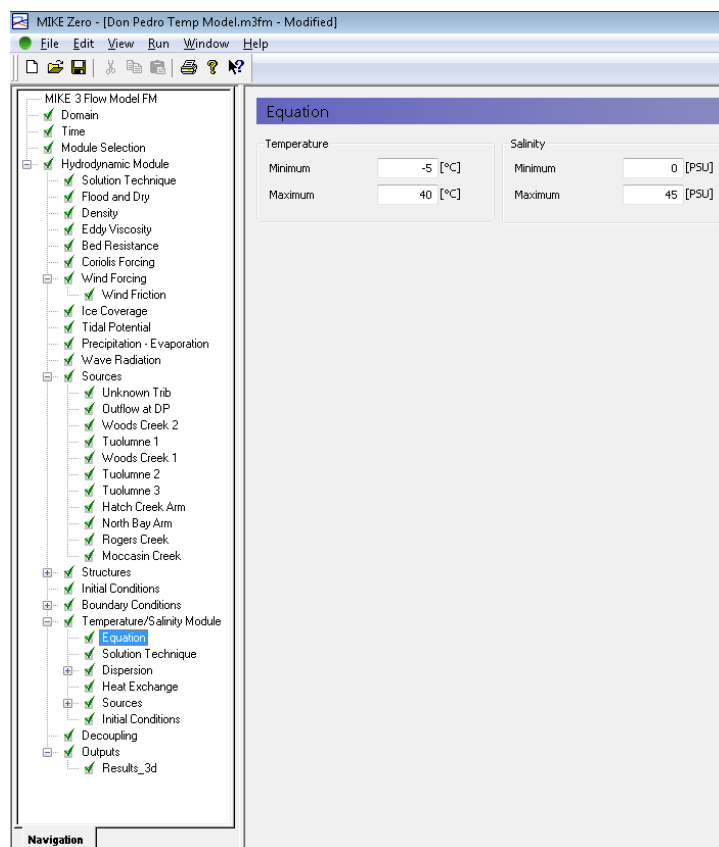 MIKE Zero - [Don Pedro Temp Model.m3fm - Modified]
File Edit View Run Window Help
MIKE 3 Flow Model FM
Domain
Time
Module Selection
Hydrodynamic Module
Solution Technique
Flood and Dry
Density
Eddy Viscosity
Bed Resistance
Coriolis Forcing
Wind Forcing
Wind Friction
Ice Coverage
Tidal Potential
Precipitation - Evaporation
Wave Radiation
Sources
Unknown Trib
Outflow at DP
Woods Creek 2
Tuolumne 1
Woods Creek 1
Tuolumne 2
Tuolumne 3
Hatch Creek Arm
North Bay Arm
Rogers Creek
Moccasin Creek
Structures
Initial Conditions
Boundary Conditions
Temperature/Salinity Module
Equation
Solution Technique
Dispersion
Heat Exchange
Sources
Initial Conditions
Decoupling
Outputs
Results_3d
Navigation
Equation
Temperature
Minimum -5 [°C]
Maximum 40 [°C]
Salinity
Minimum 0 [PSU]
Maximum 45 [PSU]